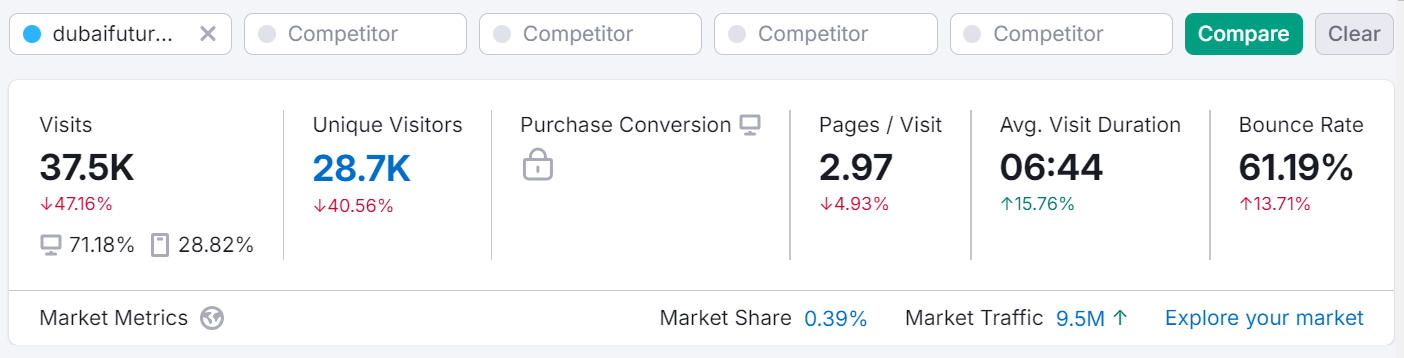 dubaifutur... Competitor Competitor Competitor Competitor Compare Clear
Visits Unique Visitors Purchase Conversion Pages / Visit Avg. Visit Duration Bounce Rate
37.5K 28.7K 2.97 06:44 61.19%
↓47.16% ↓40.56% ↓4.93% ↑15.76% ↑13.71%
71.18% 28.82%
Market Metrics Market Share 0.39% Market Traffic 9.5M ↑ Explore your market